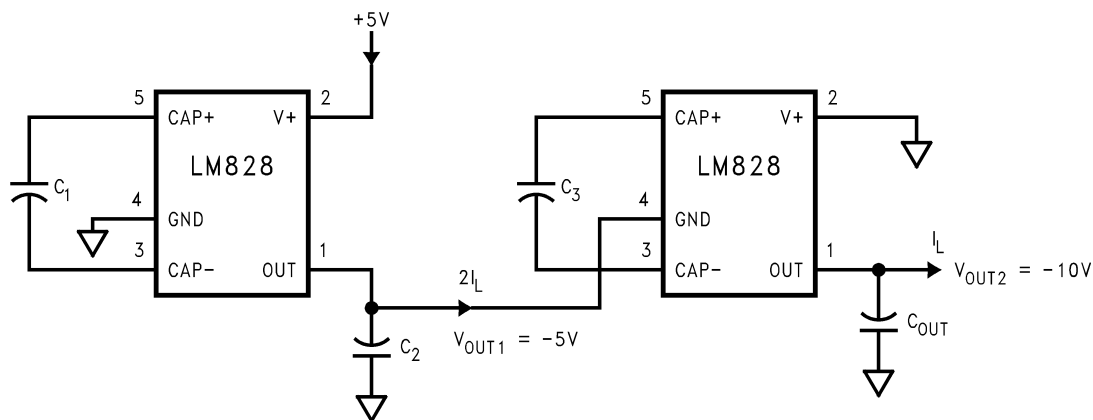 +5V
5
CAP+
V+
2
LM828
C1
4
GND
3
CAP-
OUT
1
2IL
VOUT1 = -5V
C2
5
CAP+
V+
2
LM828
C3
4
GND
3
CAP-
OUT
1
IL
VOUT2 = -10V
COUT